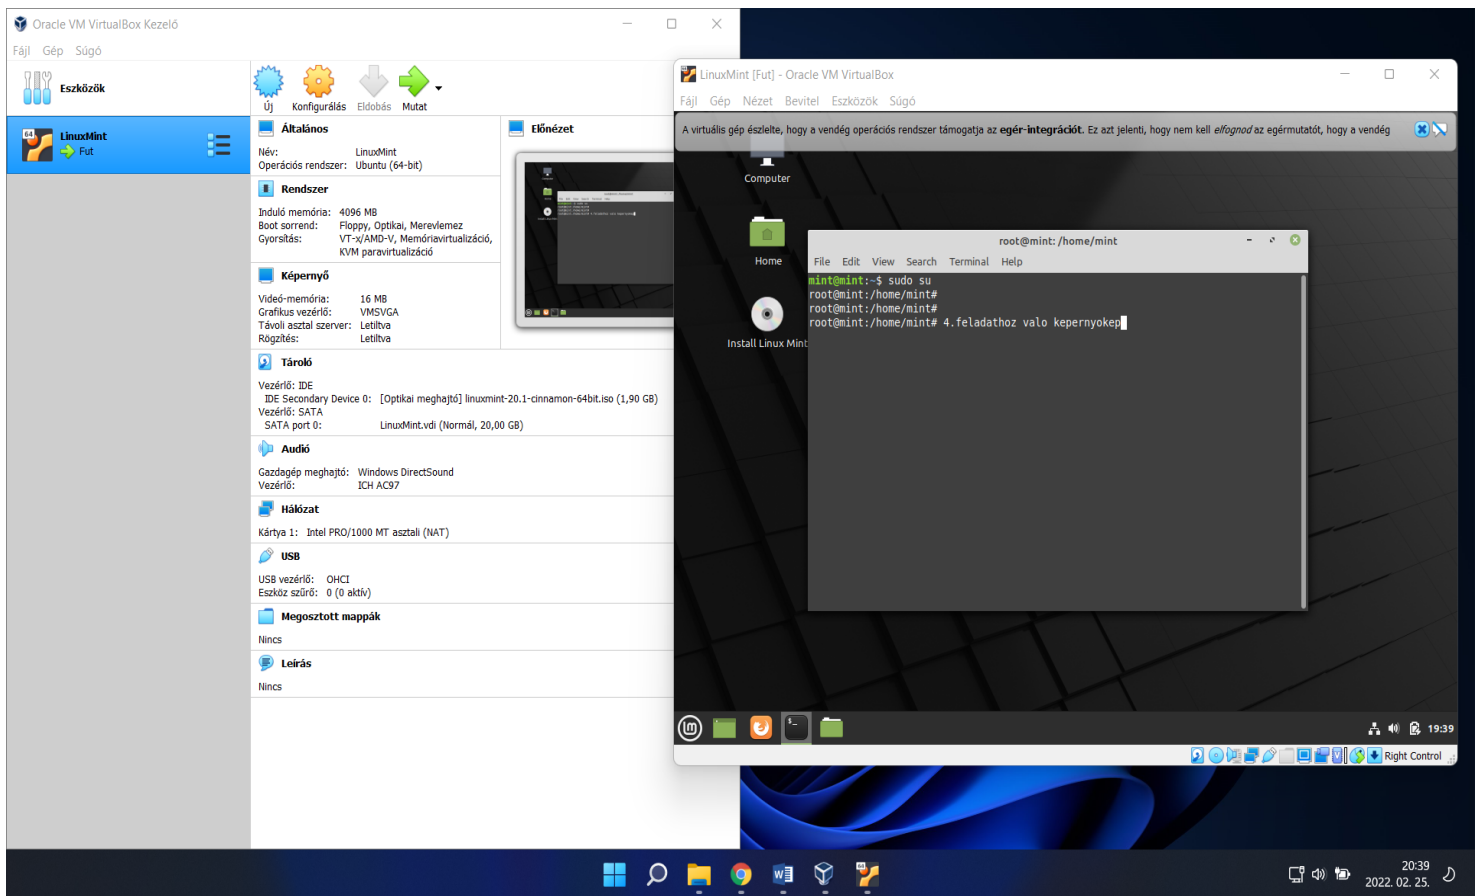 Oracle VM VirtualBox Kezelő
Fájl Gép Súgó
Eszközök
LinuxMint
Fut
Új Konfigurálás Eldobás Mutat
Általános
Név: LinuxMint
Operációs rendszer: Ubuntu (64-bit)
Rendszer
Induló memória: 4096 MB
Boot sorrend: Floppy, Optikai, Merevlemez
Gyorsítás: VT-x/AMD-V, Memóriavirtualizáció,
KVM paravirtualizáció
Képernyő
Videó-memória: 16 MB
Grafikus vezérlő: VMSVGA
Távoli asztal szerver: Letiltva
Rögzítés: Letiltva
Előnézet
Tároló
Vezérlő: IDE
IDE Secondary Device 0: [Optikai meghajtó] linuxmint-20.1-cinnamon-64bit.iso (1,90 GB)
Vezérlő: SATA
SATA port 0: LinuxMint.vdi (Normál, 20,00 GB)
Audió
Gazdagép meghajtó: Windows DirectSound
Vezérlő: ICH AC97
Hálózat
Kártya 1: Intel PRO/1000 MT asztali (NAT)
USB
USB vezérlő: OHCI
Eszköz szűrő: 0 (0 aktív)
Megosztott mappák
Nincs
Leírás
Nincs
LinuxMint [Fut] - Oracle VM VirtualBox
Fájl Gép Nézet Bevitel Eszközök Súgó
A virtuális gép észlelte, hogy a vendég operációs rendszer támogatja az egér-integrációt. Ez azt jelenti, hogy nem kell elfognod az egérmutatót, hogy a vendég
Computer
Home
Install Linux Mint
root@mint: /home/mint
File Edit View Search Terminal Help
mint@mint:~$ sudo su
root@mint:/home/mint#
root@mint:/home/mint#
root@mint:/home/mint# 4.feladathoz valo kepernyokep
19:39
Right Control
20:39
2022. 02. 25.